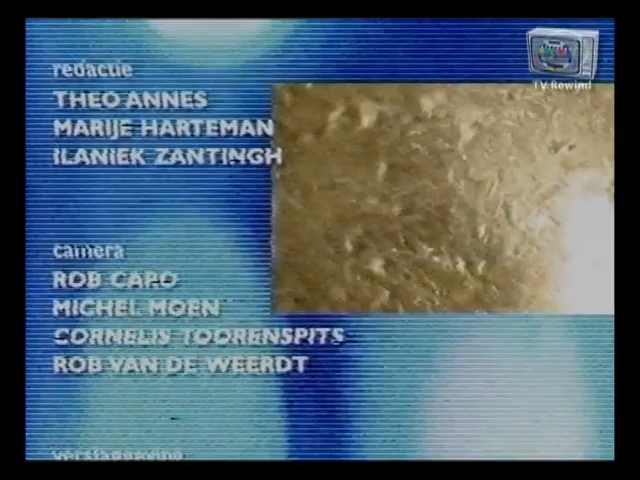 TV Rewind
redactie
THEO ANNES
MARIJE HARTEMAN
ILANIEK ZANTINGH
camera
ROB CAPO
MICHEL MOEN
CORNELIS TOORENSPITS
ROB VAN DE WEERDT
verslaggeving